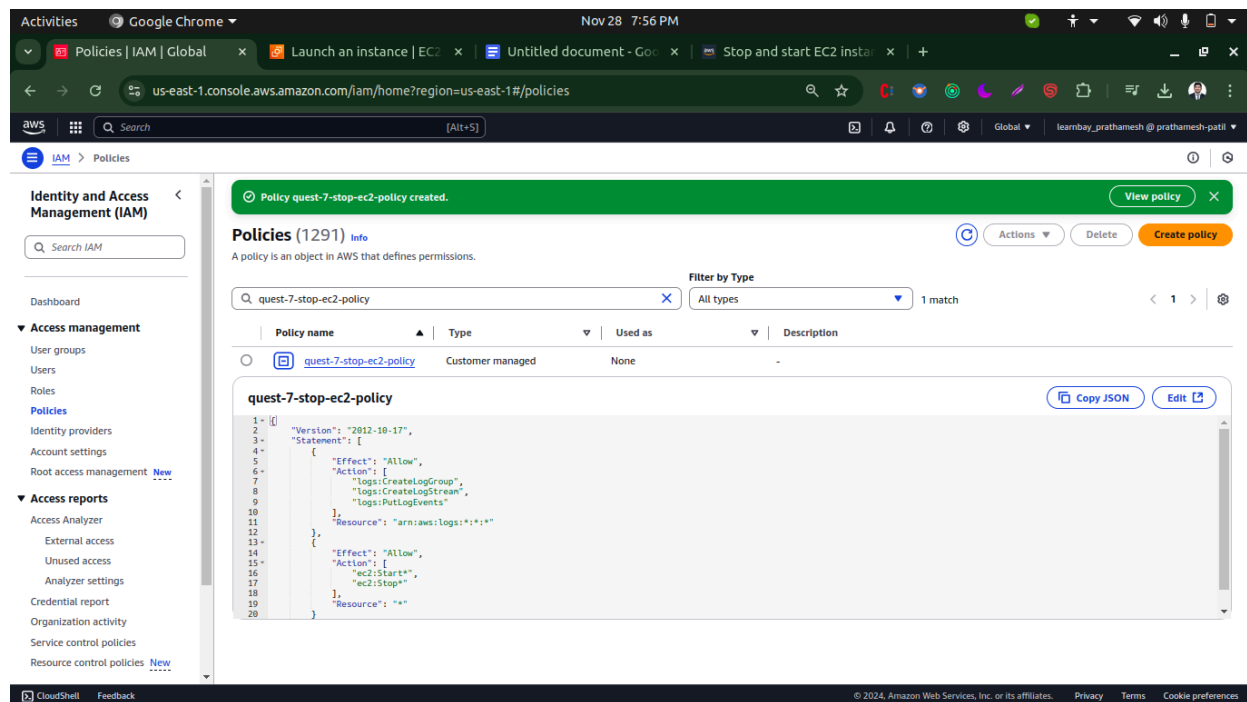 Activities Google Chrome Nov 28 7:56 PM
Policies | IAM | Global Launch an instance | EC2 Untitled document - Goo Stop and start EC2 instan
us-east-1.console.aws.amazon.com/iam/home?region=us-east-1#/policies
aws Search [Alt+S] Global learnbay_prathamesh @ prathamesh-patil
IAM > Policies
Identity and Access Management (IAM)
Search IAM
Dashboard
Access management
User groups
Users
Roles
Policies
Identity providers
Account settings
Root access management New
Access reports
Access Analyzer
External access
Unused access
Analyzer settings
Credential report
Organization activity
Service control policies
Resource control policies New
Policy quest-7-stop-ec2-policy created. View policy
Policies (1291) Info Actions Delete Create policy
A policy is an object in AWS that defines permissions.
Filter by Type
quest-7-stop-ec2-policy All types 1 match 1
Policy name Type Used as Description
quest-7-stop-ec2-policy Customer managed None -
quest-7-stop-ec2-policy Copy JSON Edit
1 {
2 "Version": "2012-10-17",
3 "Statement": [
4 {
5 "Effect": "Allow",
6 "Action": [
7 "logs:CreateLogGroup",
8 "logs:CreateLogStream",
9 "logs:PutLogEvents"
10 ],
11 "Resource": "arn:aws:logs:*:*:*"
12 },
13 {
14 "Effect": "Allow",
15 "Action": [
16 "ec2:Start*",
17 "ec2:Stop*"
18 ],
19 "Resource": "*"
20 }
CloudShell Feedback © 2024, Amazon Web Services, Inc. or its affiliates. Privacy Terms Cookie preferences